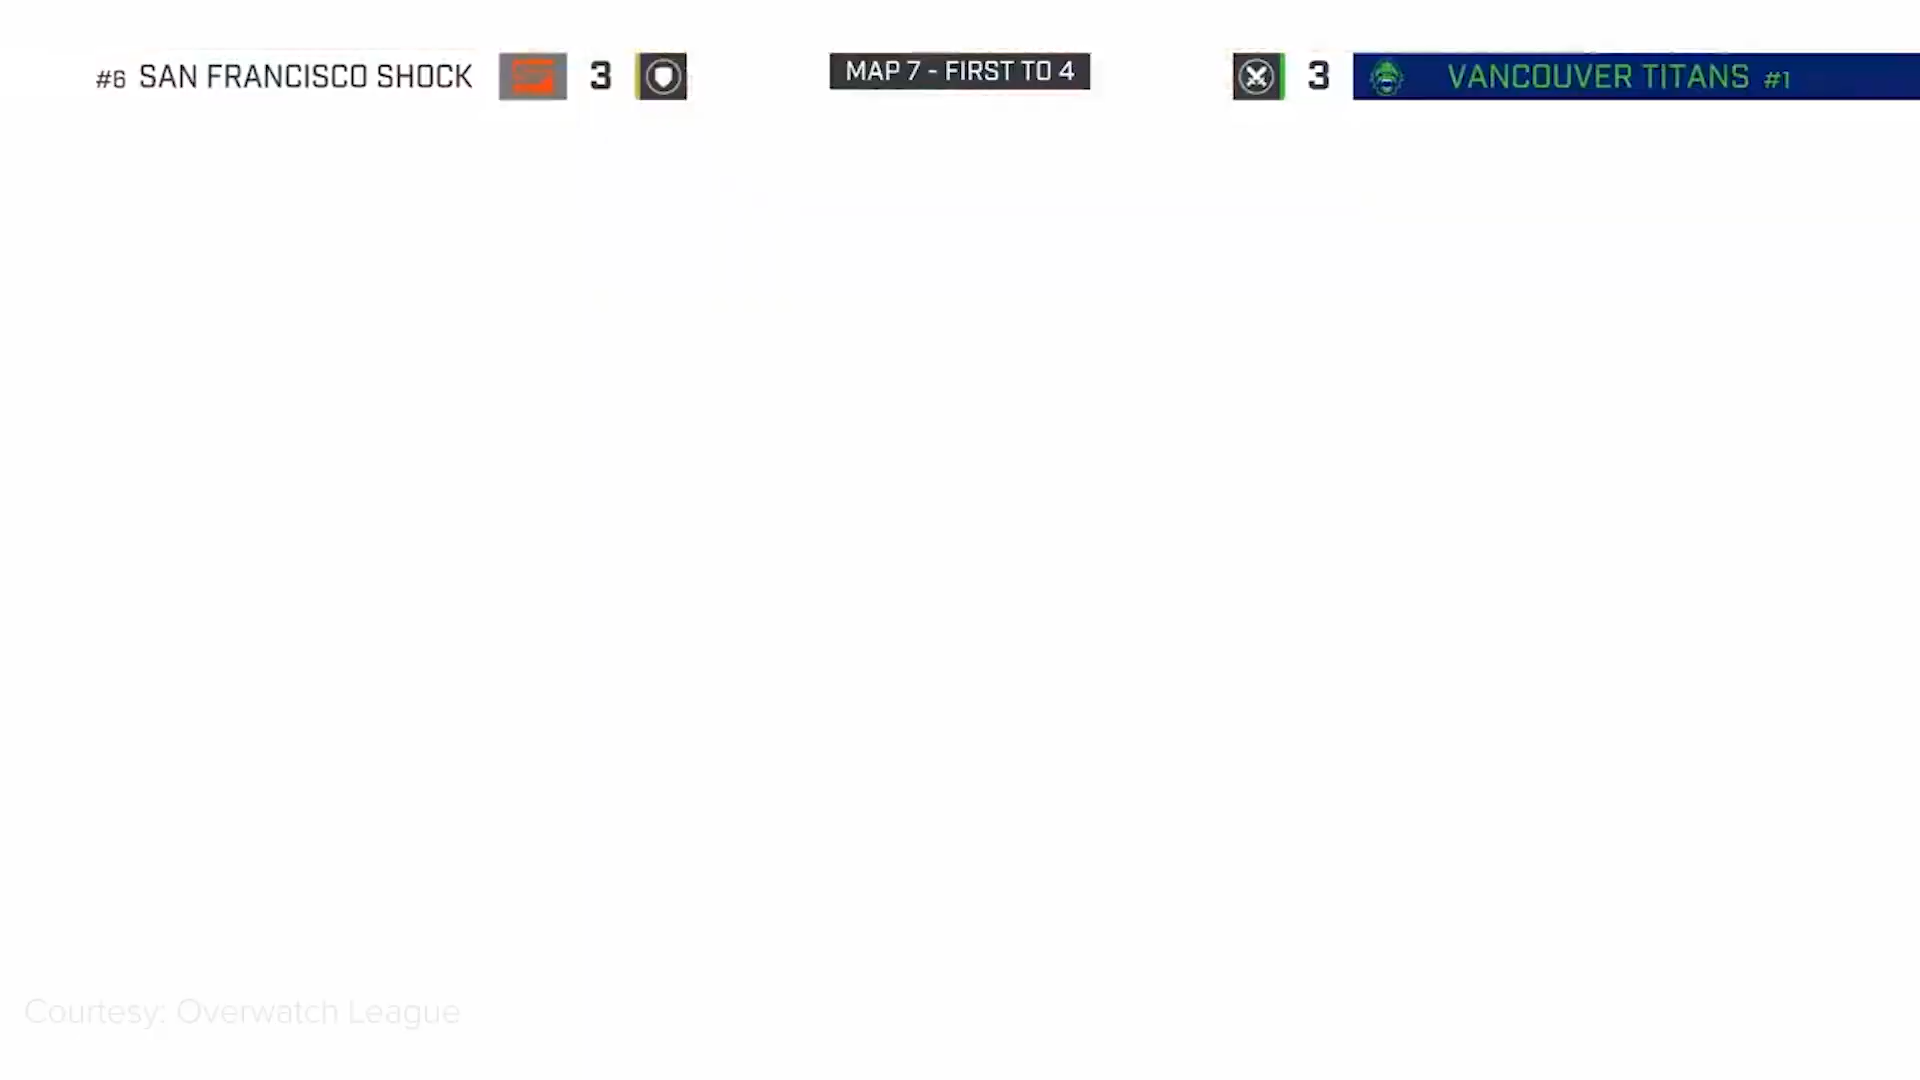 #6 SAN FRANCISCO SHOCK 3 MAP 7 - FIRST TO 4 3 VANCOUVER TITANS #1
Courtesy: Overwatch League